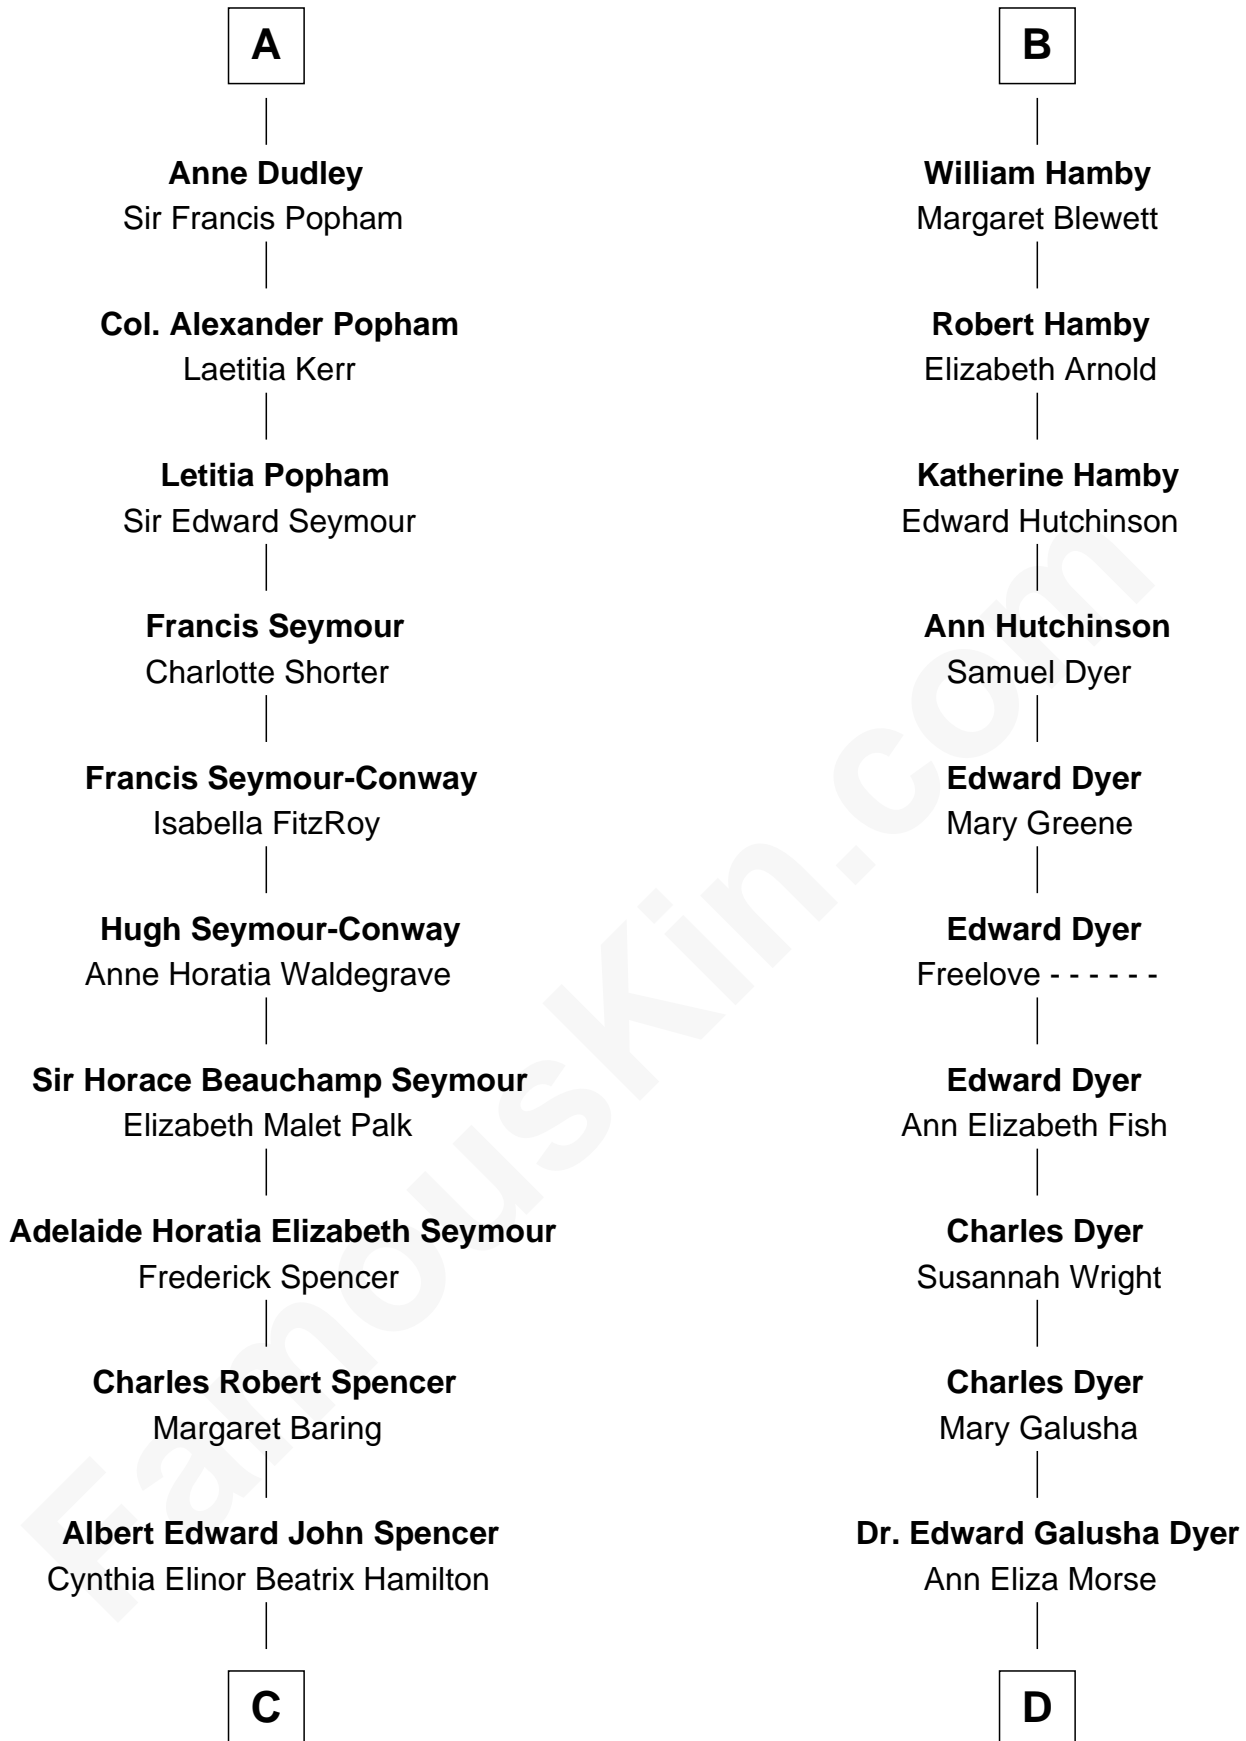 A
Anne Dudley
Sir Francis Popham
Col. Alexander Popham
Laetitia Kerr
Letitia Popham
Sir Edward Seymour
Francis Seymour
Charlotte Shorter
Francis Seymour-Conway
Isabella FitzRoy
Hugh Seymour-Conway
Anne Horatia Waldegrave
Sir Horace Beauchamp Seymour
Elizabeth Malet Palk
Adelaide Horatia Elizabeth Seymour
Frederick Spencer
Charles Robert Spencer
Margaret Baring
Albert Edward John Spencer
Cynthia Elinor Beatrix Hamilton
C
B
William Hamby
Margaret Blewett
Robert Hamby
Elizabeth Arnold
Katherine Hamby
Edward Hutchinson
Ann Hutchinson
Samuel Dyer
Edward Dyer
Mary Greene
Edward Dyer
Freelove - - - - - -
Edward Dyer
Ann Elizabeth Fish
Charles Dyer
Susannah Wright
Charles Dyer
Mary Galusha
Dr. Edward Galusha Dyer
Ann Eliza Morse
D
FamousKin.com